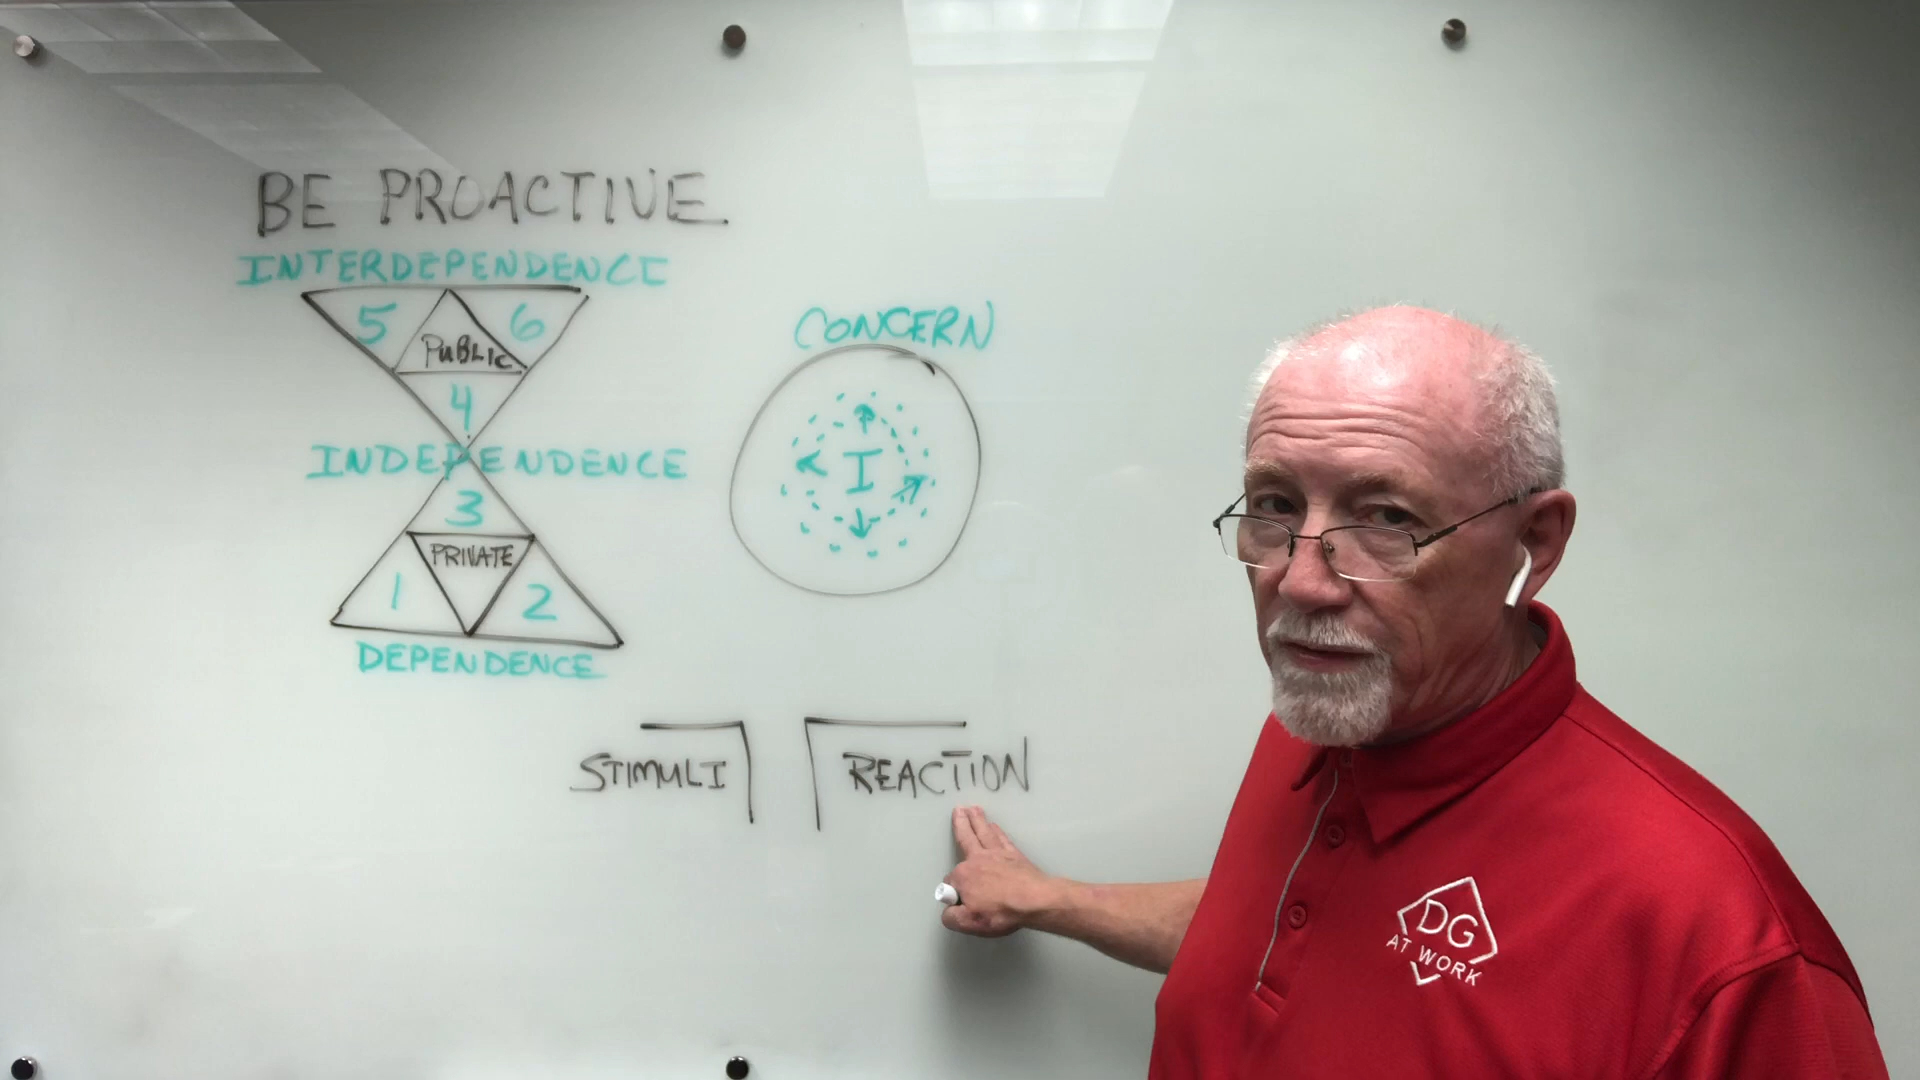 BE PROACTIVE
INTERDEPENDENCE
5 6
PUBLIC
4
INDEPENDENCE
3
PRIVATE
1 2
DEPENDENCE
CONCERN
I
STIMULI REACTION
DG
AT WORK